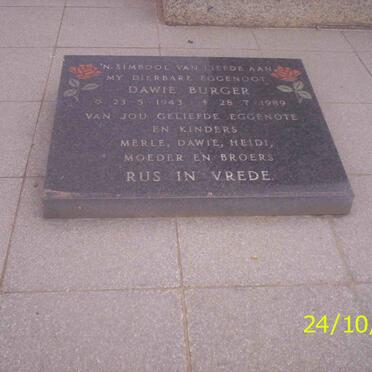 'N SIMBOOL VAN LIEFDE AAN
MY DIERBARE EGGENOOT
DAWIE BURGER
✡ 23·5·1943 ✝ 28·7·1989
VAN JOU GELIEFDE EGGENOTE
EN KINDERS
MERLE, DAWIE, HEIDI,
MOEDER EN BROERS
RUS IN VREDE.
24/10/